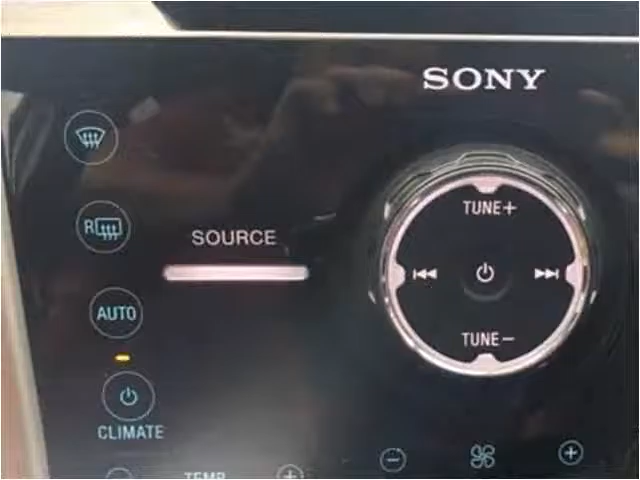 SONY
TUNE+
R
SOURCE
AUTO
TUNE−
CLIMATE
TEMP